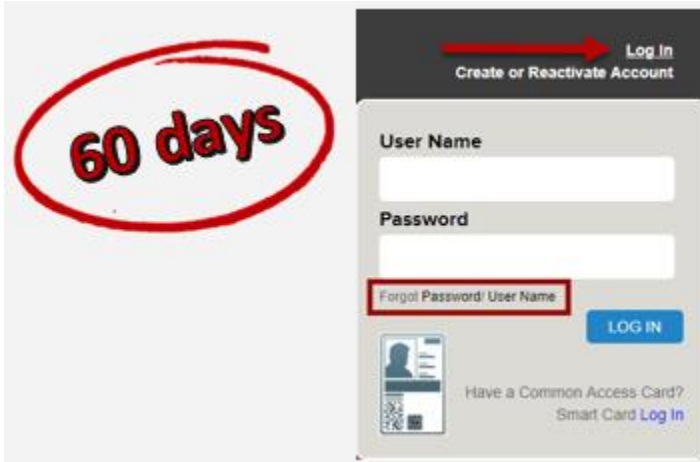 60 days
Log In
Create or Reactivate Account
User Name
Password
Forgot Password/ User Name
LOG IN
Have a Common Access Card?
Smart Card Log In